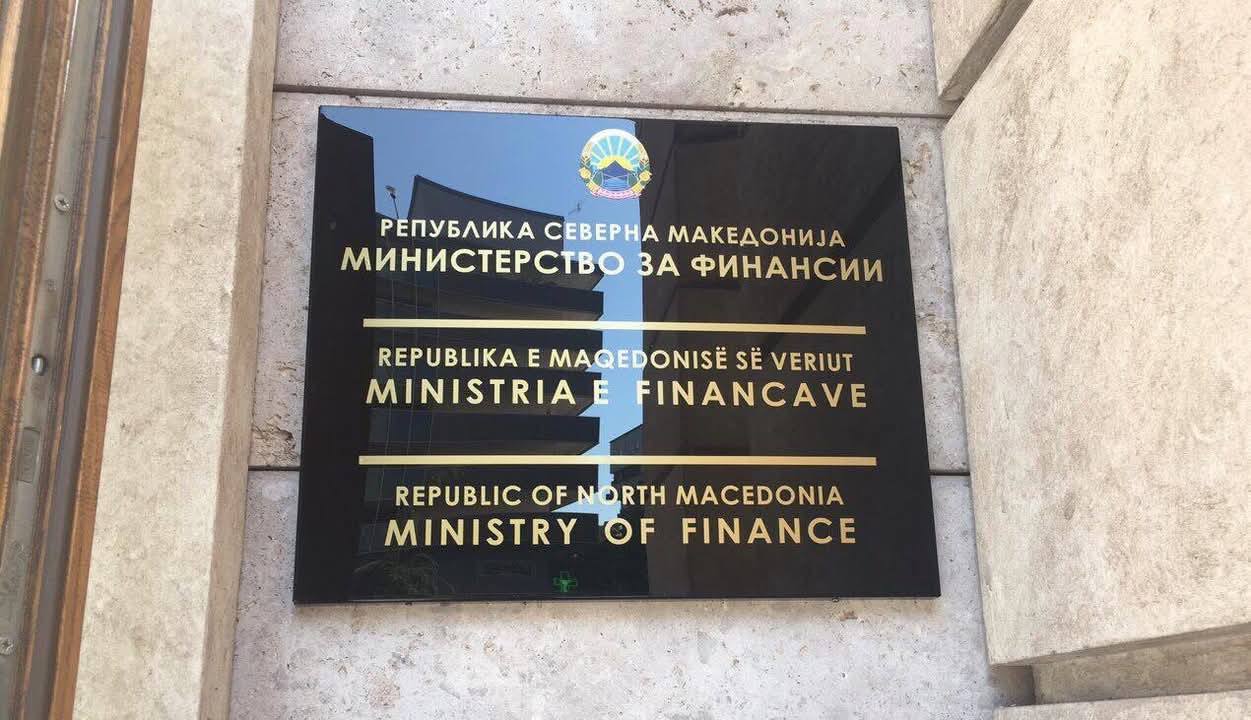 РЕПУБЛИКА СЕВЕРНА МАКЕДОНИЈА
МИНИСТЕРСТВО ЗА ФИНАНСИИ
REPUBLIKA E MAQEDONISË SË VERIUT
MINISTRIA E FINANCAVE
REPUBLIC OF NORTH MACEDONIA
MINISTRY OF FINANCE